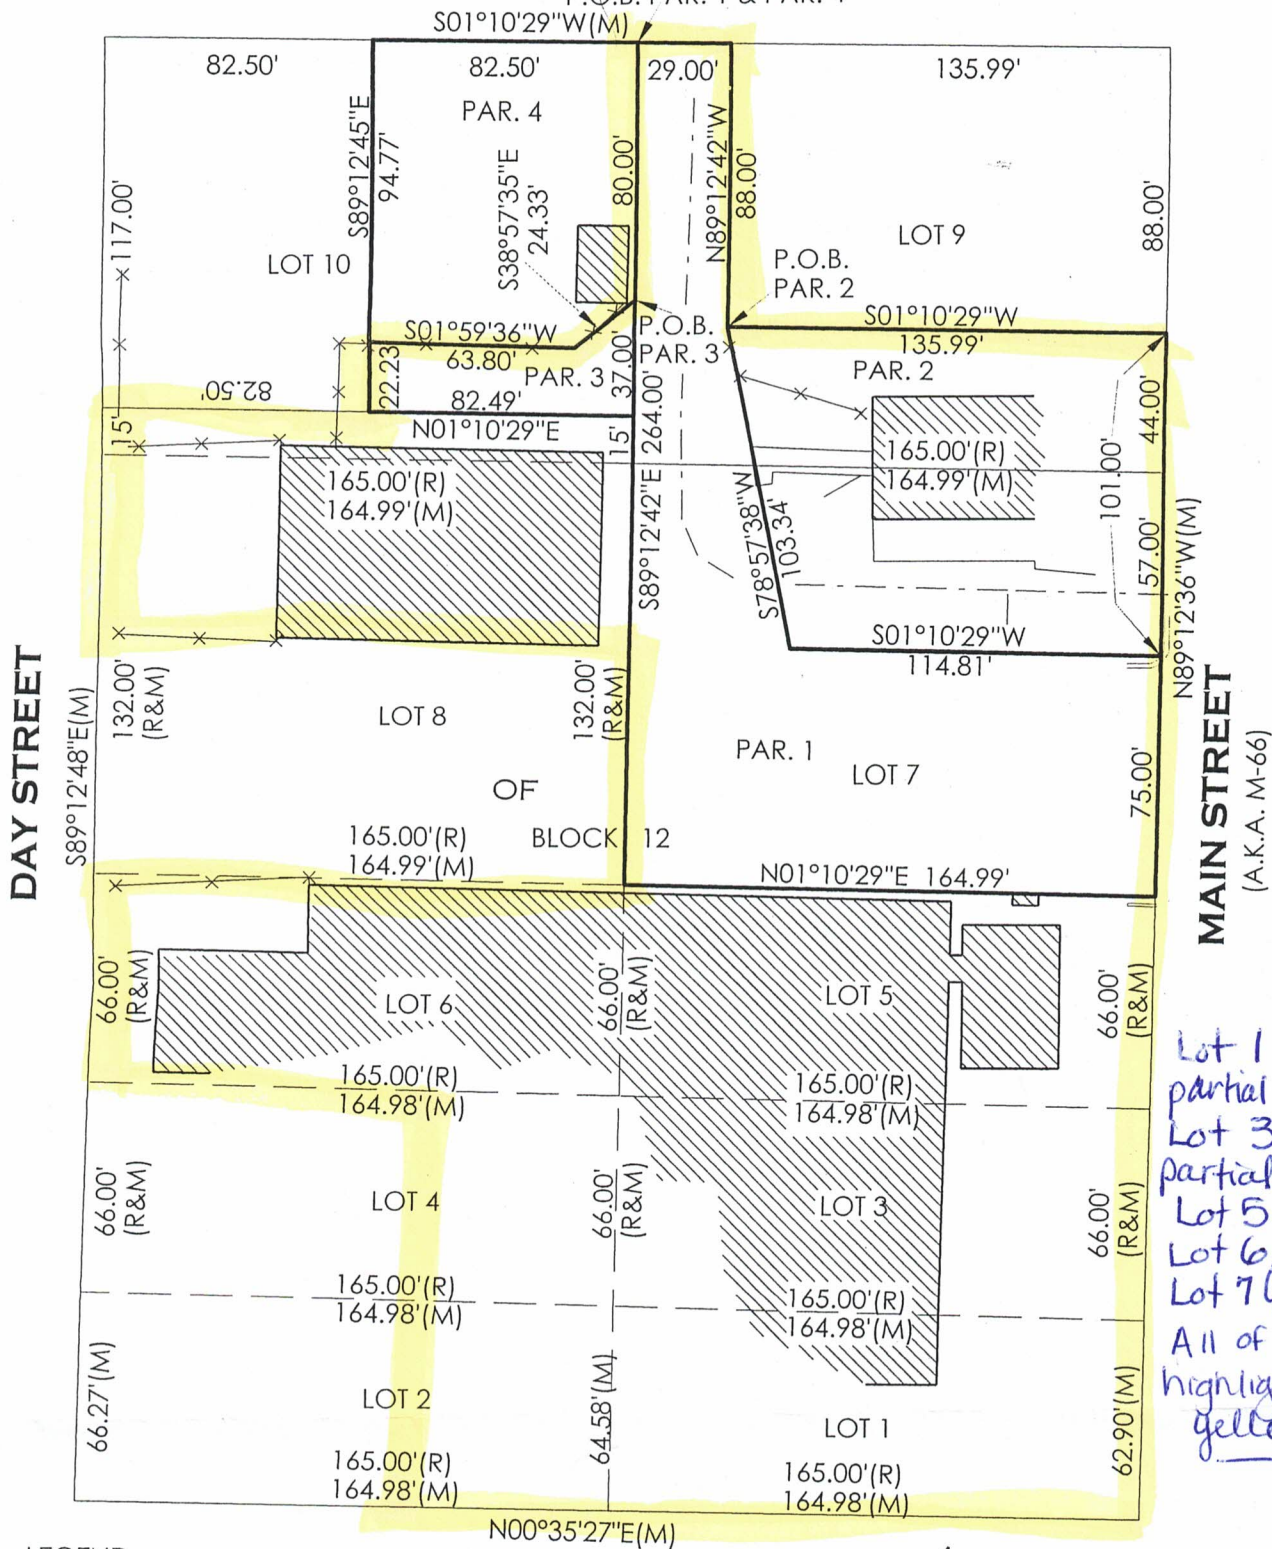 S01°10'29"W(M)
82.50'
82.50'
29.00'
135.99'
PAR. 4
S89°12'45"E
94.77'
S38°57'35"E
24.33'
80.00'
N89°12'42"W
88.00'
88.00'
117.00'
LOT 10
LOT 9
P.O.B.
PAR. 2
S01°59'36"W
63.80'
P.O.B.
PAR. 3
S01°10'29"W
135.99'
22.23
PAR. 3
37.00'
PAR. 2
82.50'
82.49'
44.00'
15'
N01°10'29"E
15'
165.00'(R)
164.99'(M)
165.00'(R)
164.99'(M)
101.00'
S89°12'42"E 264.00'
S78°57'38"W
103.34'
57.00'
N89°12'36"W(M)
S01°10'29"W
114.81'
DAY STREET
S89°12'48"E(M)
132.00'
(R&M)
LOT 8
132.00'
(R&M)
PAR. 1
LOT 7
75.00'
MAIN STREET
(A.K.A. M-66)
OF
BLOCK 12
165.00'(R)
164.99'(M)
N01°10'29"E 164.99'
66.00'
(R&M)
LOT 6
66.00'
(R&M)
LOT 5
66.00'
(R&M)
165.00'(R)
164.98'(M)
165.00'(R)
164.98'(M)
Lot 1
partial
Lot 3
partial
Lot 5
Lot 6
Lot 7
All of
66.00'
(R&M)
LOT 4
66.00'
(R&M)
LOT 3
66.00'
(R&M)
165.00'(R)
164.98'(M)
165.00'(R)
164.98'(M)
66.27'(M)
LOT 2
64.58'(M)
LOT 1
62.90'(M)
165.00'(R)
164.98'(M)
165.00'(R)
164.98'(M)
N00°35'27"E(M)